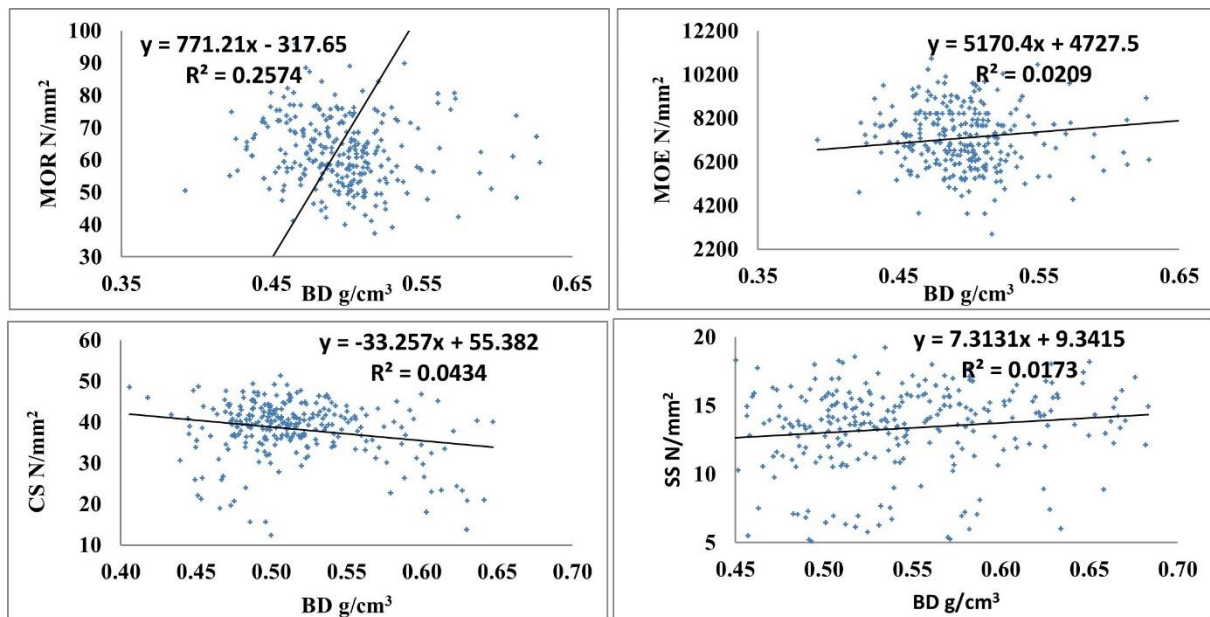 y = 771.21x - 317.65
R² = 0.2574
MOR N/mm²
100
90
80
70
60
50
40
30
0.35
0.45
0.55
0.65
BD g/cm³
y = 5170.4x + 4727.5
R² = 0.0209
MOE N/mm²
12200
10200
8200
6200
4200
2200
0.35
0.45
0.55
0.65
BD g/cm³
y = -33.257x + 55.382
R² = 0.0434
CS N/mm²
60
50
40
30
20
10
0.40
0.45
0.50
0.55
0.60
0.70
BD g/cm³
y = 7.3131x + 9.3415
R² = 0.0173
SS N/mm²
20
15
10
5
0.45
0.50
0.55
0.60
0.65
0.70
BD g/cm³